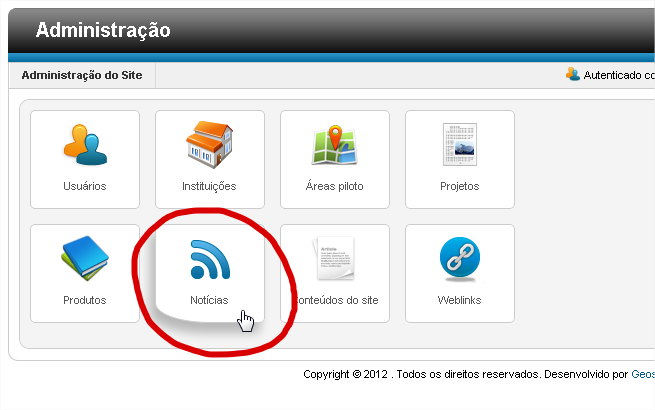 Administração
Administração do Site
Autenticado co
Usuários
Instituições
Áreas piloto
Projetos
Produtos
Notícias
onteúdos do site
Weblinks
Copyright © 2012 . Todos os direitos reservados. Desenvolvido por Geos